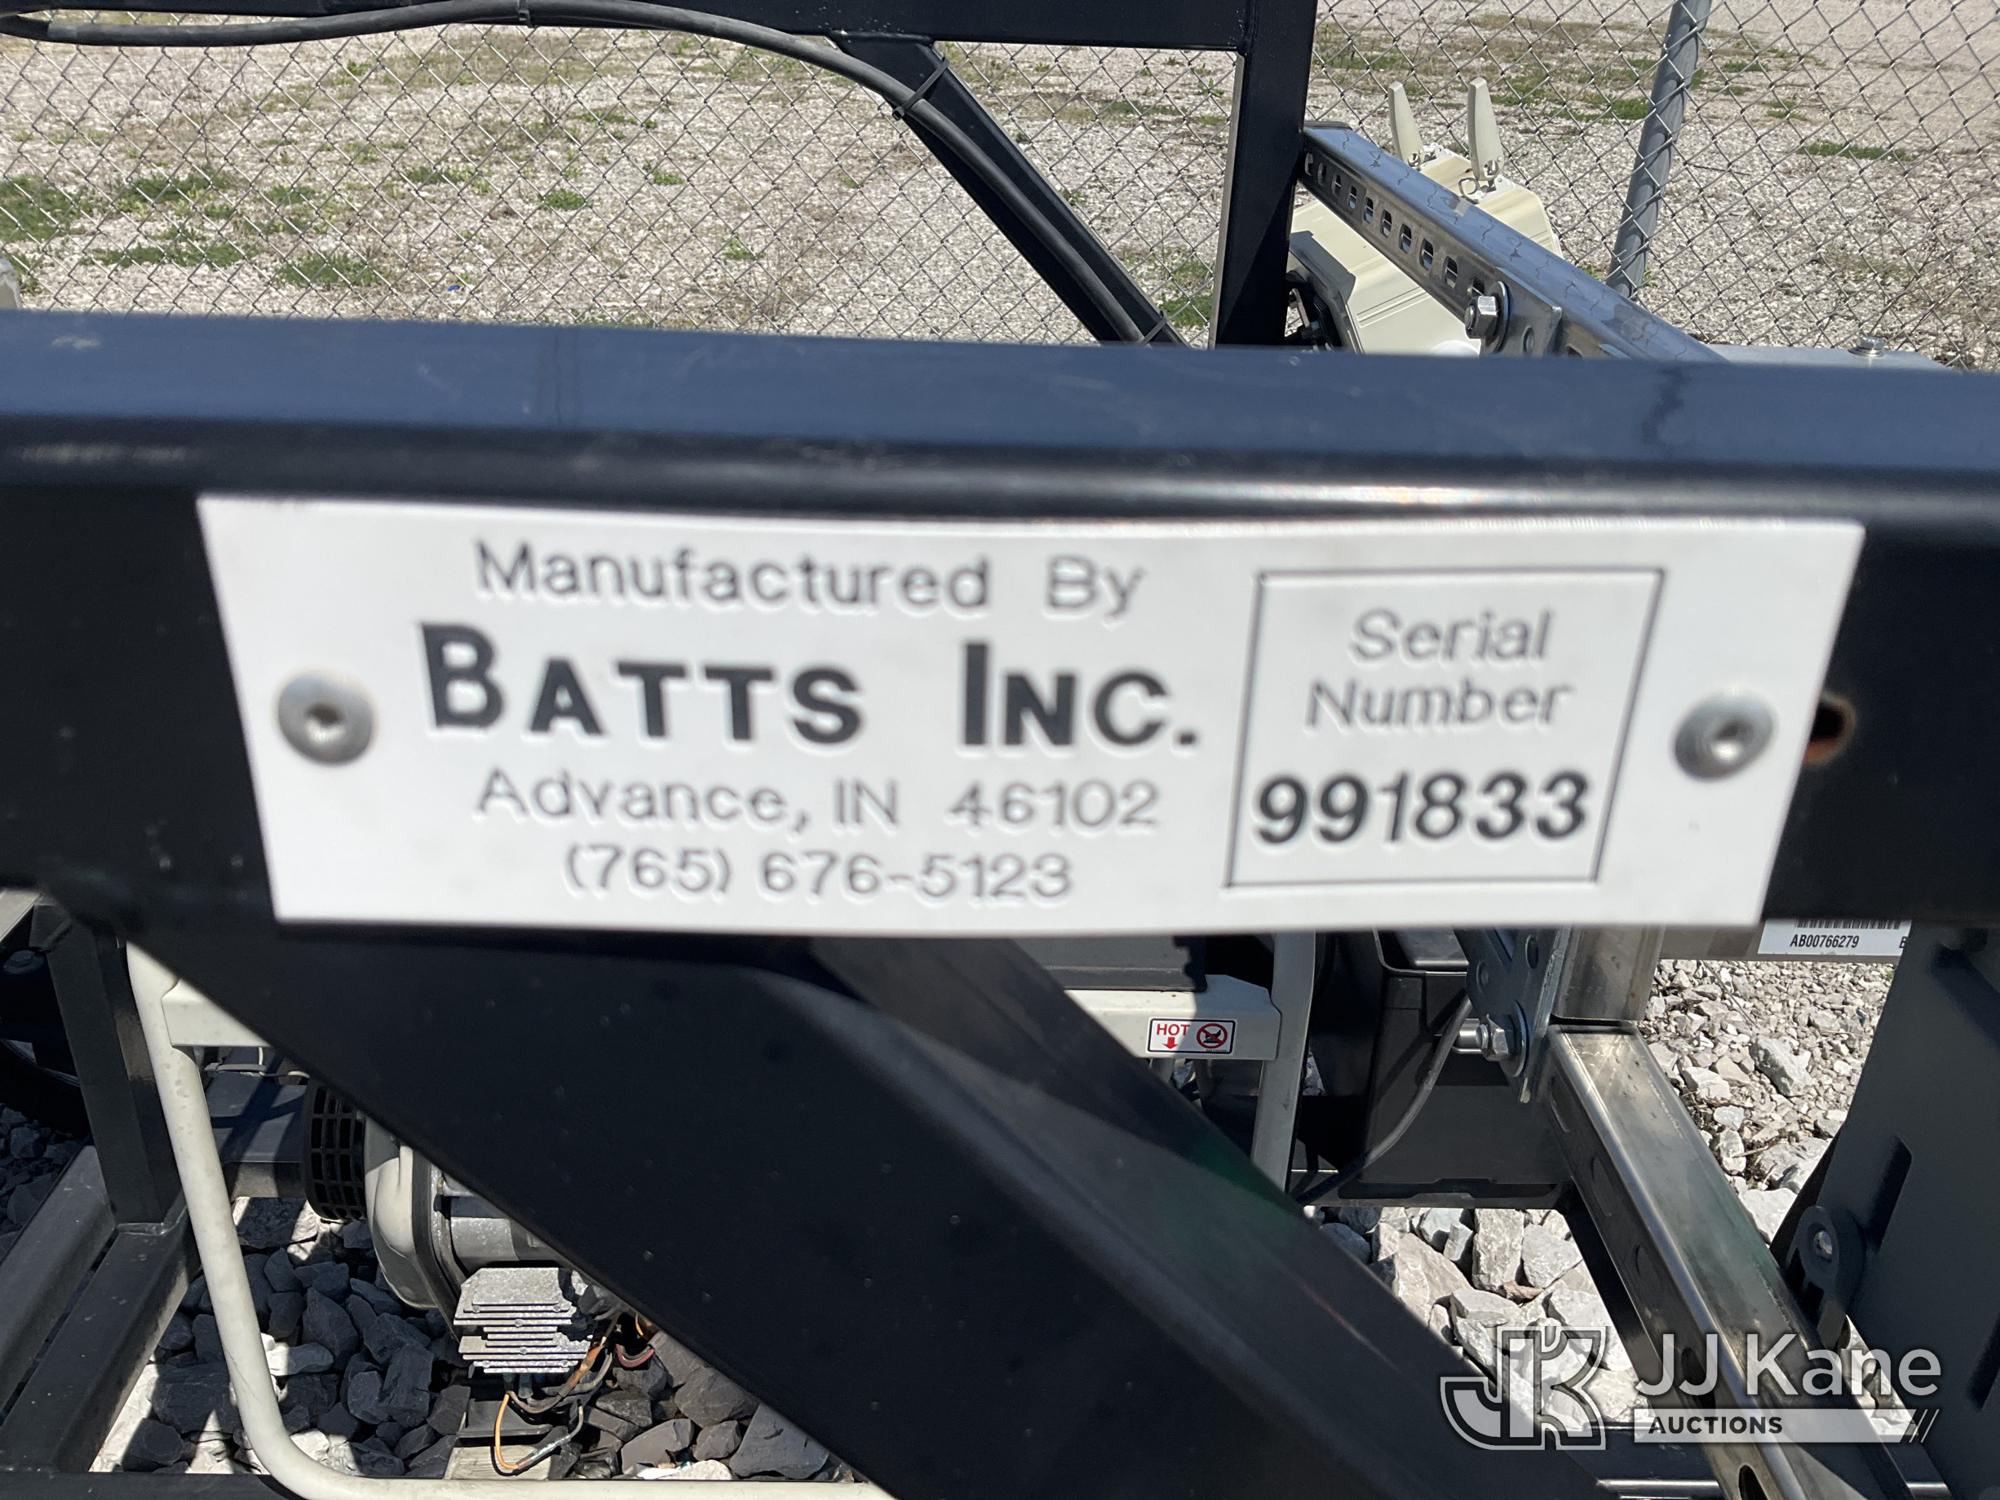 Manufactured By
BATTS INC.
Advance, IN 46102
(765) 676-5123
Serial
Number
991833
AB00766279
HOT
JJ Kane
AUCTIONS